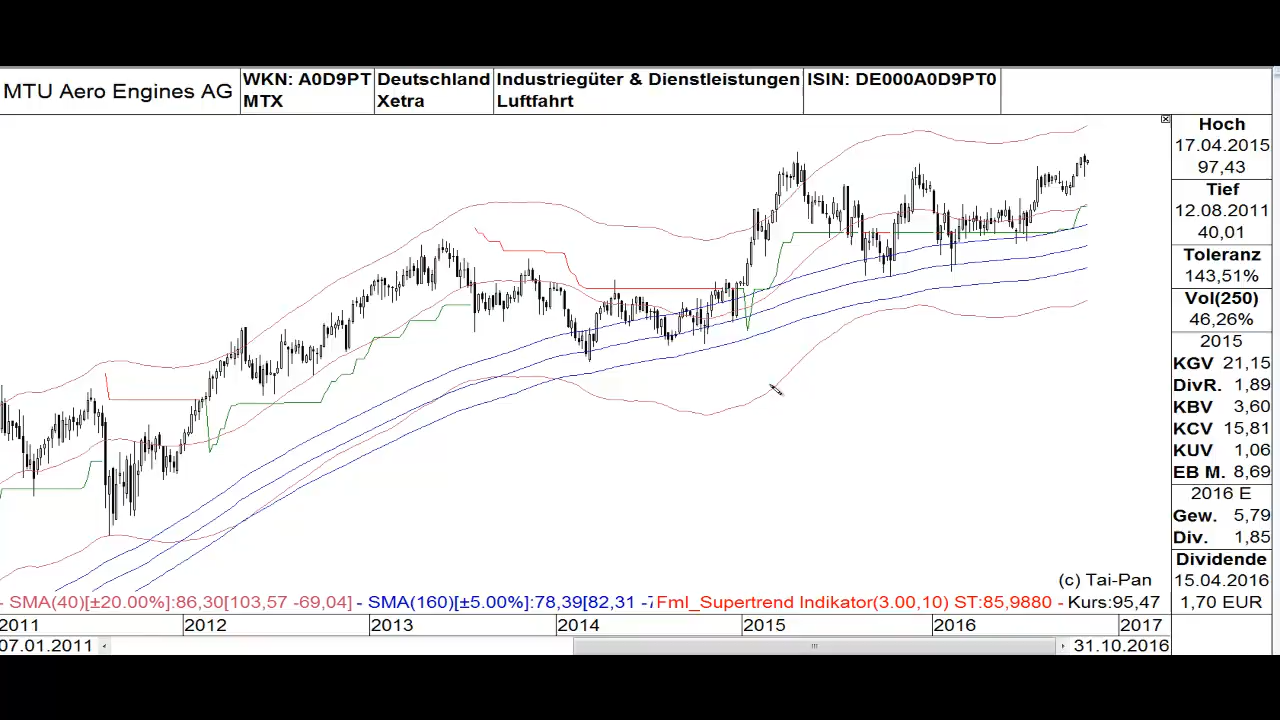 MTU Aero Engines AG
WKN: A0D9PT
MTX
Deutschland
Xetra
Industriegüter & Dienstleistungen
Luftfahrt
ISIN: DE000A0D9PT0
Hoch
17.04.2015
97,43
Tief
12.08.2011
40,01
Toleranz
143,51%
Vol(250)
46,26%
2015
KGV 21,15
DivR. 1,89
KBV 3,60
KCV 15,81
KUV 1,06
EB M. 8,69
2016 E
Gew. 5,79
Div. 1,85
Dividende
15.04.2016
1,70 EUR
(c) Tai-Pan
- SMA(40)[±20.00%]:86,30[103,57 -69,04] - SMA(160)[±5.00%]:78,39[82,31 -7 Fml_Supertrend Indikator(3.00,10) ST:85,9880 - Kurs:95,47
2011 2012 2013 2014 2015 2016 2017
07.01.2011 31.10.2016